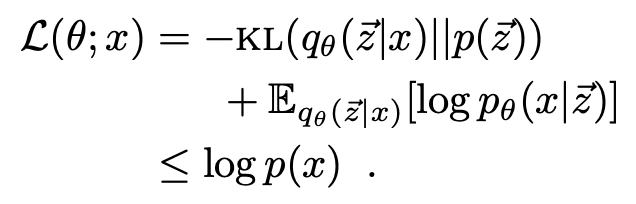 ℒ(θ; x) = −KL(q_θ(z⃗|x)||p(z⃗))
+ 𝔼_{q_θ(z⃗|x)}[log p_θ(x|z⃗)]
≤ log p(x) .